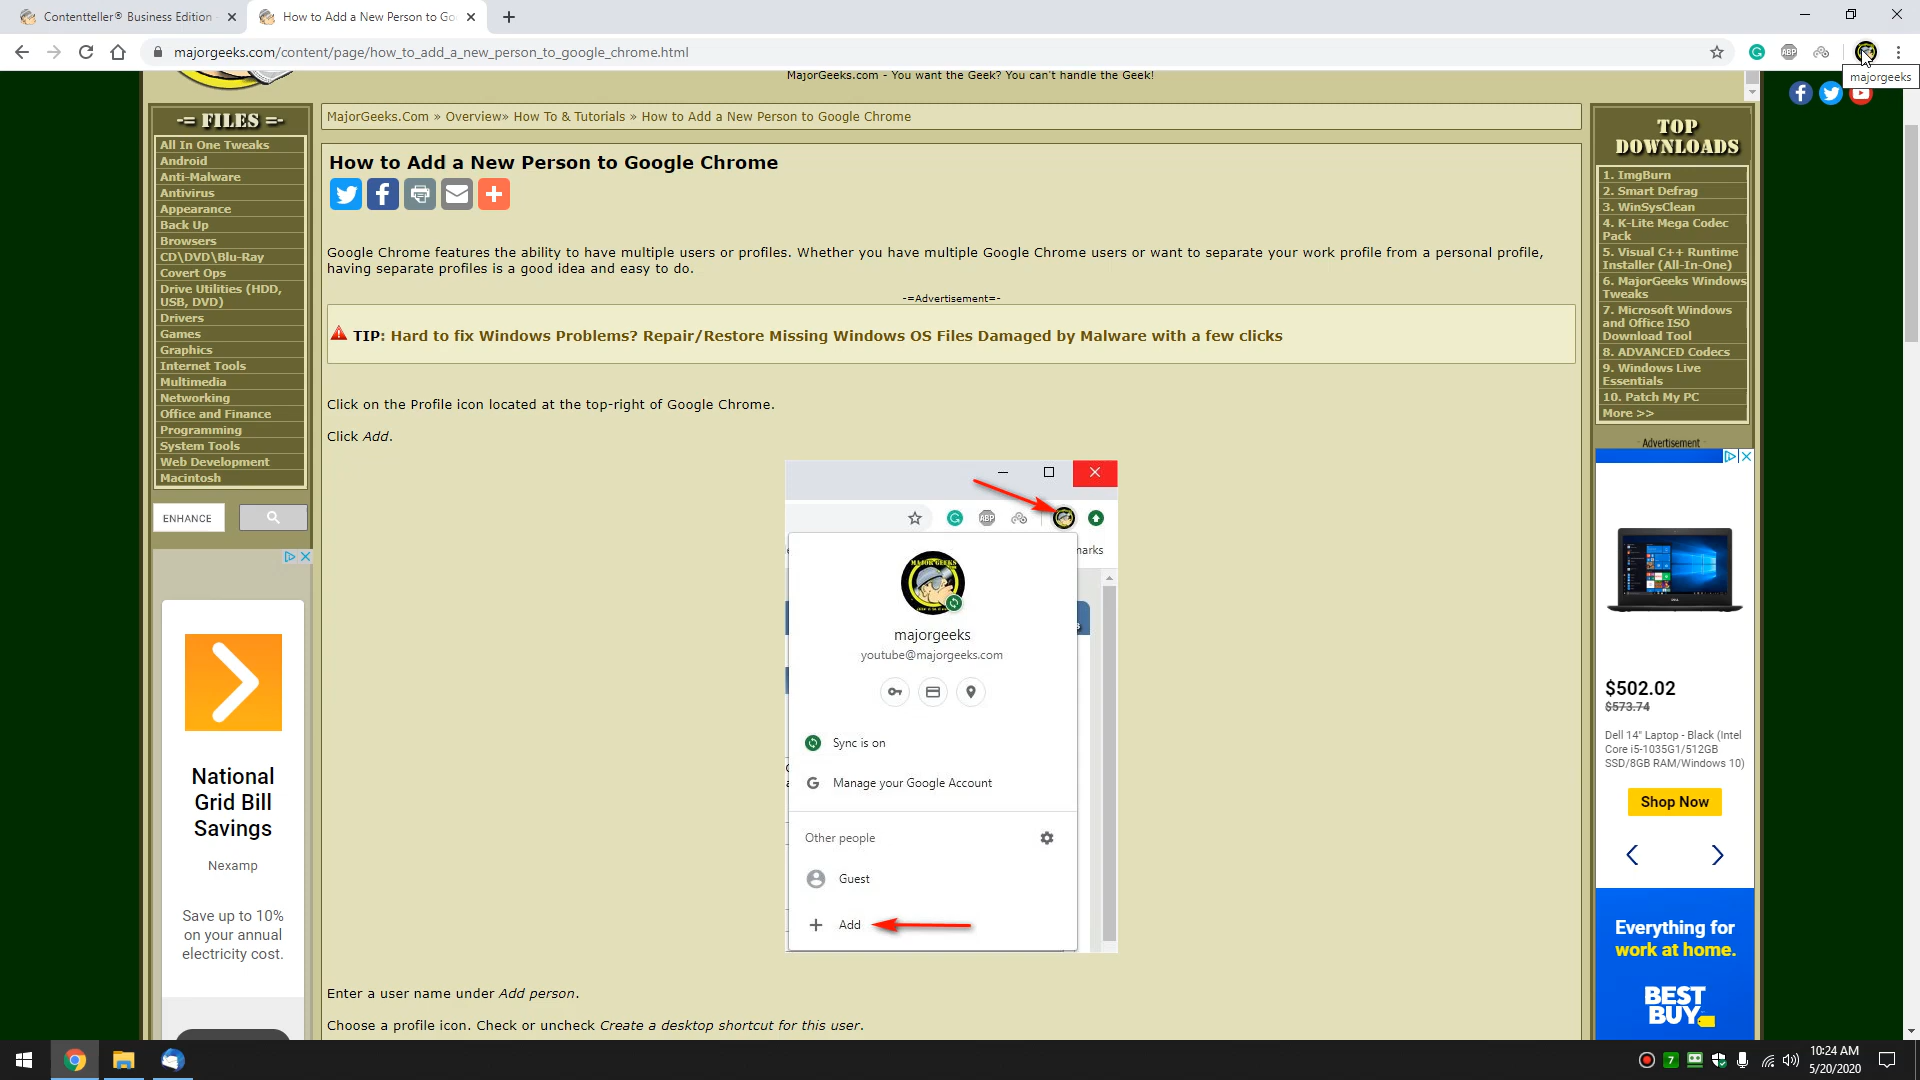 Contentteller® Business Edition
How to Add a New Person to Go
majorgeeks.com/content/page/how_to_add_a_new_person_to_google_chrome.html
ABP
majorgeeks
MajorGeeks.com - You want the Geek? You can't handle the Geek!
-= FILES =-
All In One Tweaks
Android
Anti-Malware
Antivirus
Appearance
Back Up
Browsers
CD\DVD\Blu-Ray
Covert Ops
Drive Utilities (HDD,
USB, DVD)
Drivers
Games
Graphics
Internet Tools
Multimedia
Networking
Office and Finance
Programming
System Tools
Web Development
Macintosh
ENHANCE
National
Grid Bill
Savings
Nexamp
Save up to 10%
on your annual
electricity cost.
MajorGeeks.Com » Overview» How To & Tutorials » How to Add a New Person to Google Chrome
How to Add a New Person to Google Chrome
Google Chrome features the ability to have multiple users or profiles. Whether you have multiple Google Chrome users or want to separate your work profile from a personal profile,
having separate profiles is a good idea and easy to do.
-=Advertisement=-
TIP: Hard to fix Windows Problems? Repair/Restore Missing Windows OS Files Damaged by Malware with a few clicks
Click on the Profile icon located at the top-right of Google Chrome.
Click Add.
ABP
marks
MAJOR GEEKS
majorgeeks
youtube@majorgeeks.com
Sync is on
Manage your Google Account
Other people
Guest
Add
Enter a user name under Add person.
Choose a profile icon. Check or uncheck Create a desktop shortcut for this user.
TOP
DOWNLOADS
1. ImgBurn
2. Smart Defrag
3. WinSysClean
4. K-Lite Mega Codec
Pack
5. Visual C++ Runtime
Installer (All-In-One)
6. MajorGeeks Windows
Tweaks
7. Microsoft Windows
and Office ISO
Download Tool
8. ADVANCED Codecs
9. Windows Live
Essentials
10. Patch My PC
More >>
Advertisement
$502.02
$573.74
Dell 14" Laptop - Black (Intel
Core i5-1035G1/512GB
SSD/8GB RAM/Windows 10)
Shop Now
Everything for
work at home.
BEST
BUY
7
10:24 AM
5/20/2020